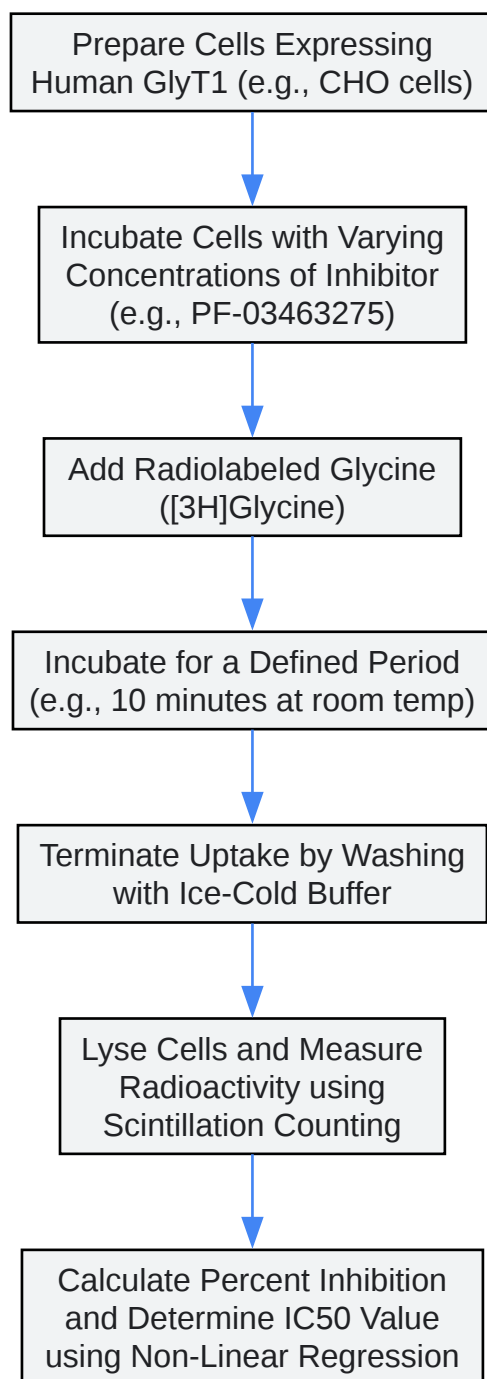 Prepare Cells Expressing
Human GlyT1 (e.g., CHO cells)
Incubate Cells with Varying
Concentrations of Inhibitor
(e.g., PF-03463275)
Add Radiolabeled Glycine
([3H]Glycine)
Incubate for a Defined Period
(e.g., 10 minutes at room temp)
Terminate Uptake by Washing
with Ice-Cold Buffer
Lyse Cells and Measure
Radioactivity using
Scintillation Counting
Calculate Percent Inhibition
and Determine IC50 Value
using Non-Linear Regression